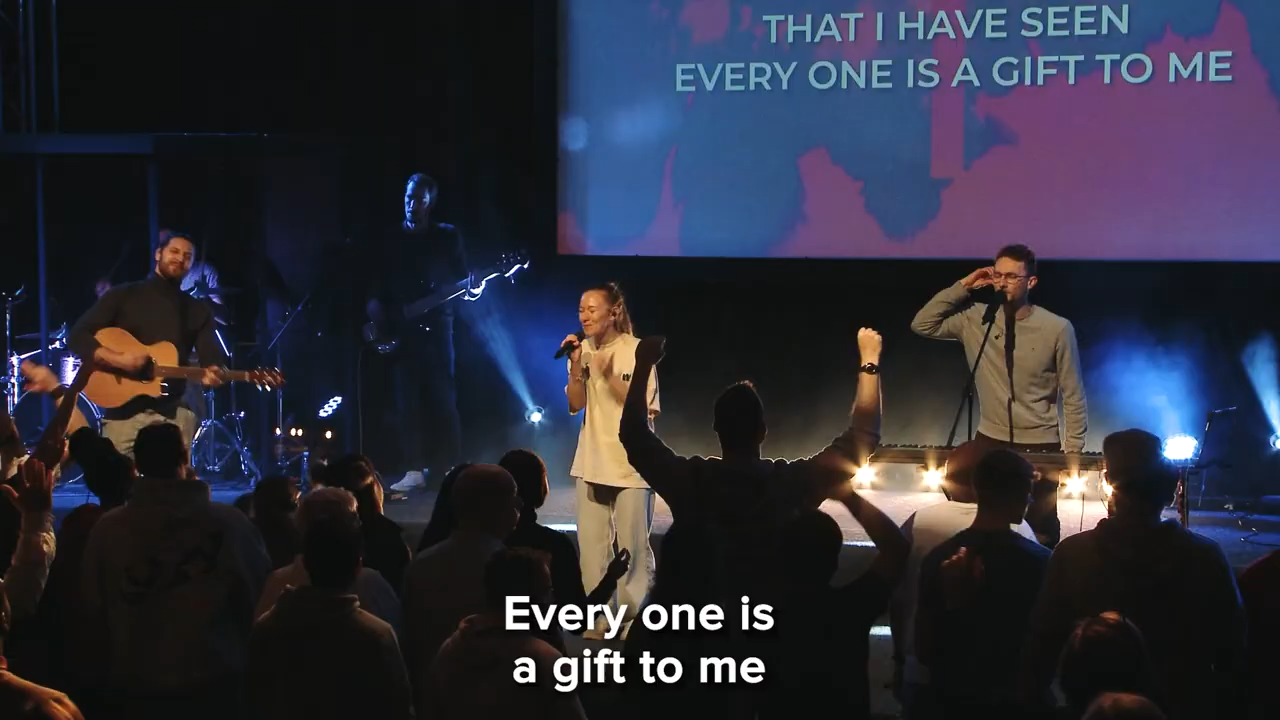 THAT I HAVE SEEN
EVERY ONE IS A GIFT TO ME
Every one is
a gift to me